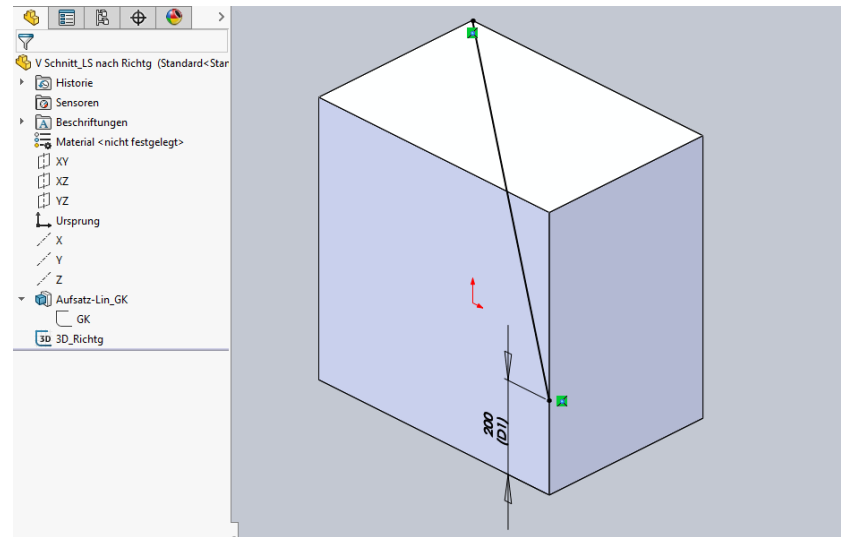 V Schnitt_LS nach Richtg (Standard<Star
Historie
Sensoren
Beschriftungen
Material <nicht festgelegt>
XY
XZ
YZ
Ursprung
X
Y
Z
Aufsatz-Lin_GK
GK
3D 3D_Richtg
200
(D1)